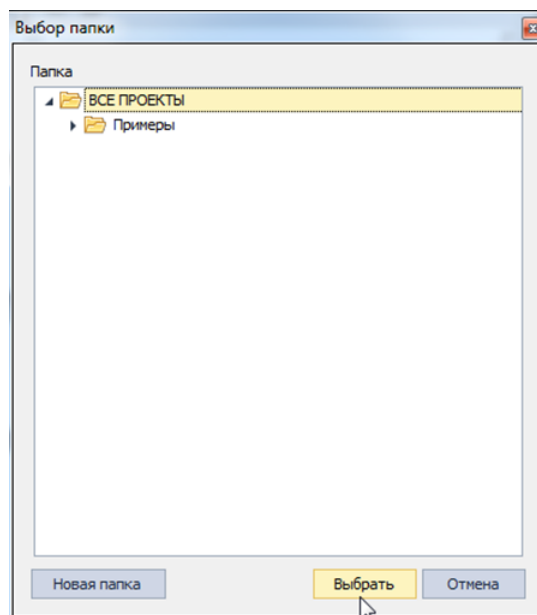 Выбор папки
Папка
ВСЕ ПРОЕКТЫ
Примеры
Новая папка
Выбрать
Отмена